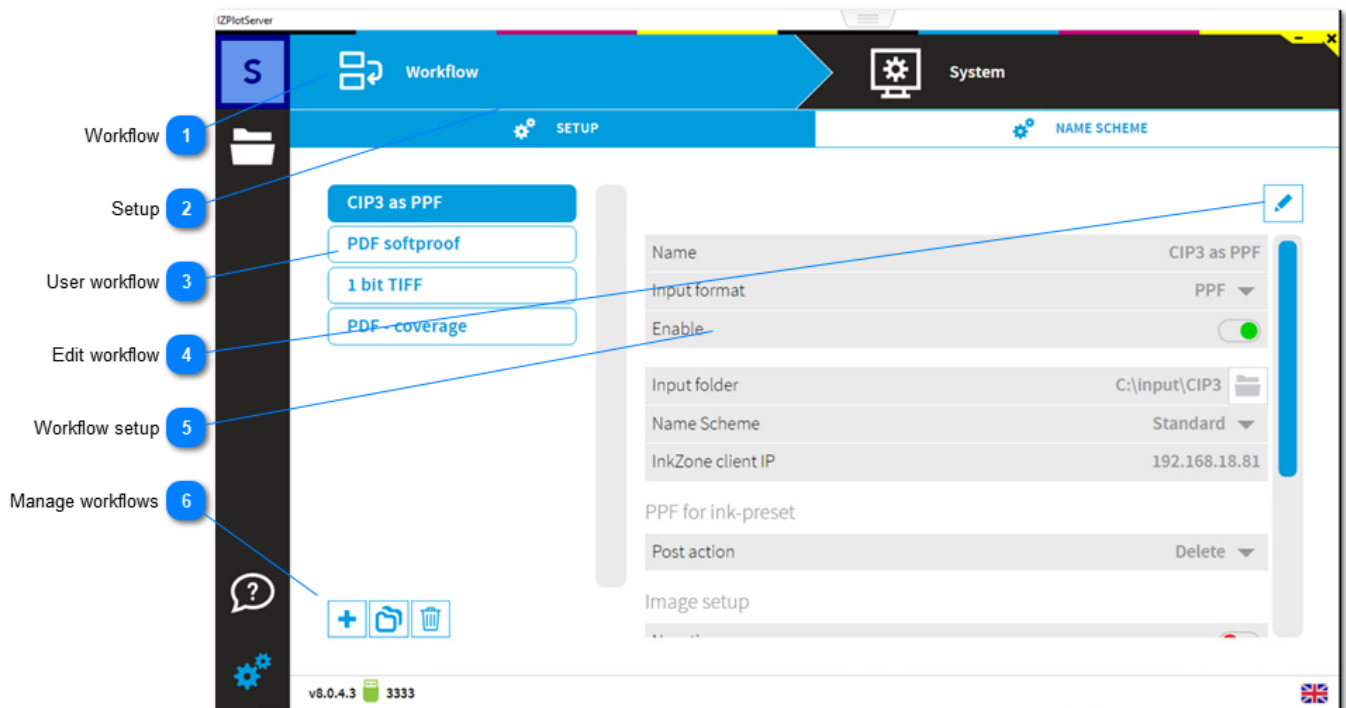 IZPlotServer
S
Workflow
System
SETUP
NAME SCHEME
Workflow 1
Setup 2
User workflow 3
Edit workflow 4
Workflow setup 5
Manage workflows 6
CIP3 as PPF
PDF softproof
1 bit TIFF
PDF - coverage
Name CIP3 as PPF
Input format PPF
Enable
Input folder C:\input\CIP3
Name Scheme Standard
InkZone client IP 192.168.18.81
PPF for ink-preset
Post action Delete
Image setup
?
v8.0.4.3 3333